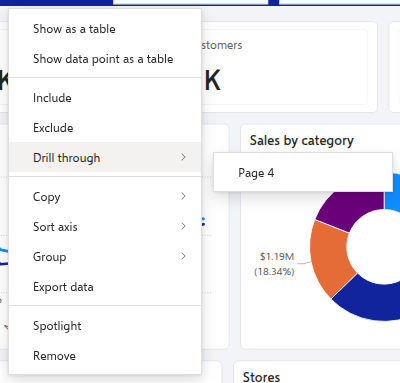 Show as a table
Show data point as a table
Include
Exclude
Drill through
Copy
Sort axis
Group
Export data
Spotlight
Remove
Page 4
stomers
K
Sales by category
$1.19M
(18.34%)
Stores